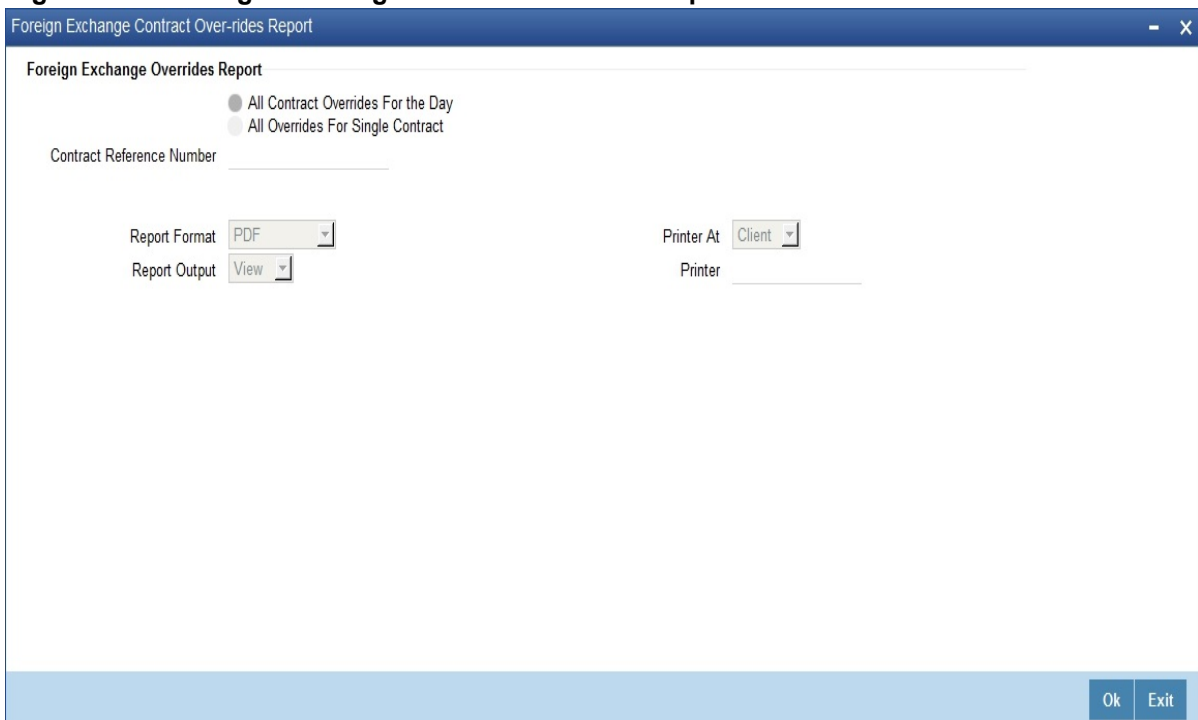 Foreign Exchange Contract Over-rides Report
Foreign Exchange Overrides Report
All Contract Overrides For the Day
All Overrides For Single Contract
Contract Reference Number
Report Format PDF Printer At Client
Report Output View Printer
Ok Exit